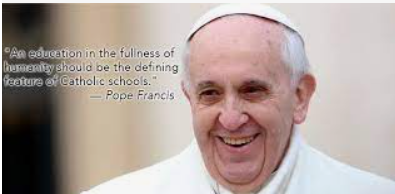 "An education in the fullness of
humanity should be the defining
feature of Catholic schools."
— Pope Francis